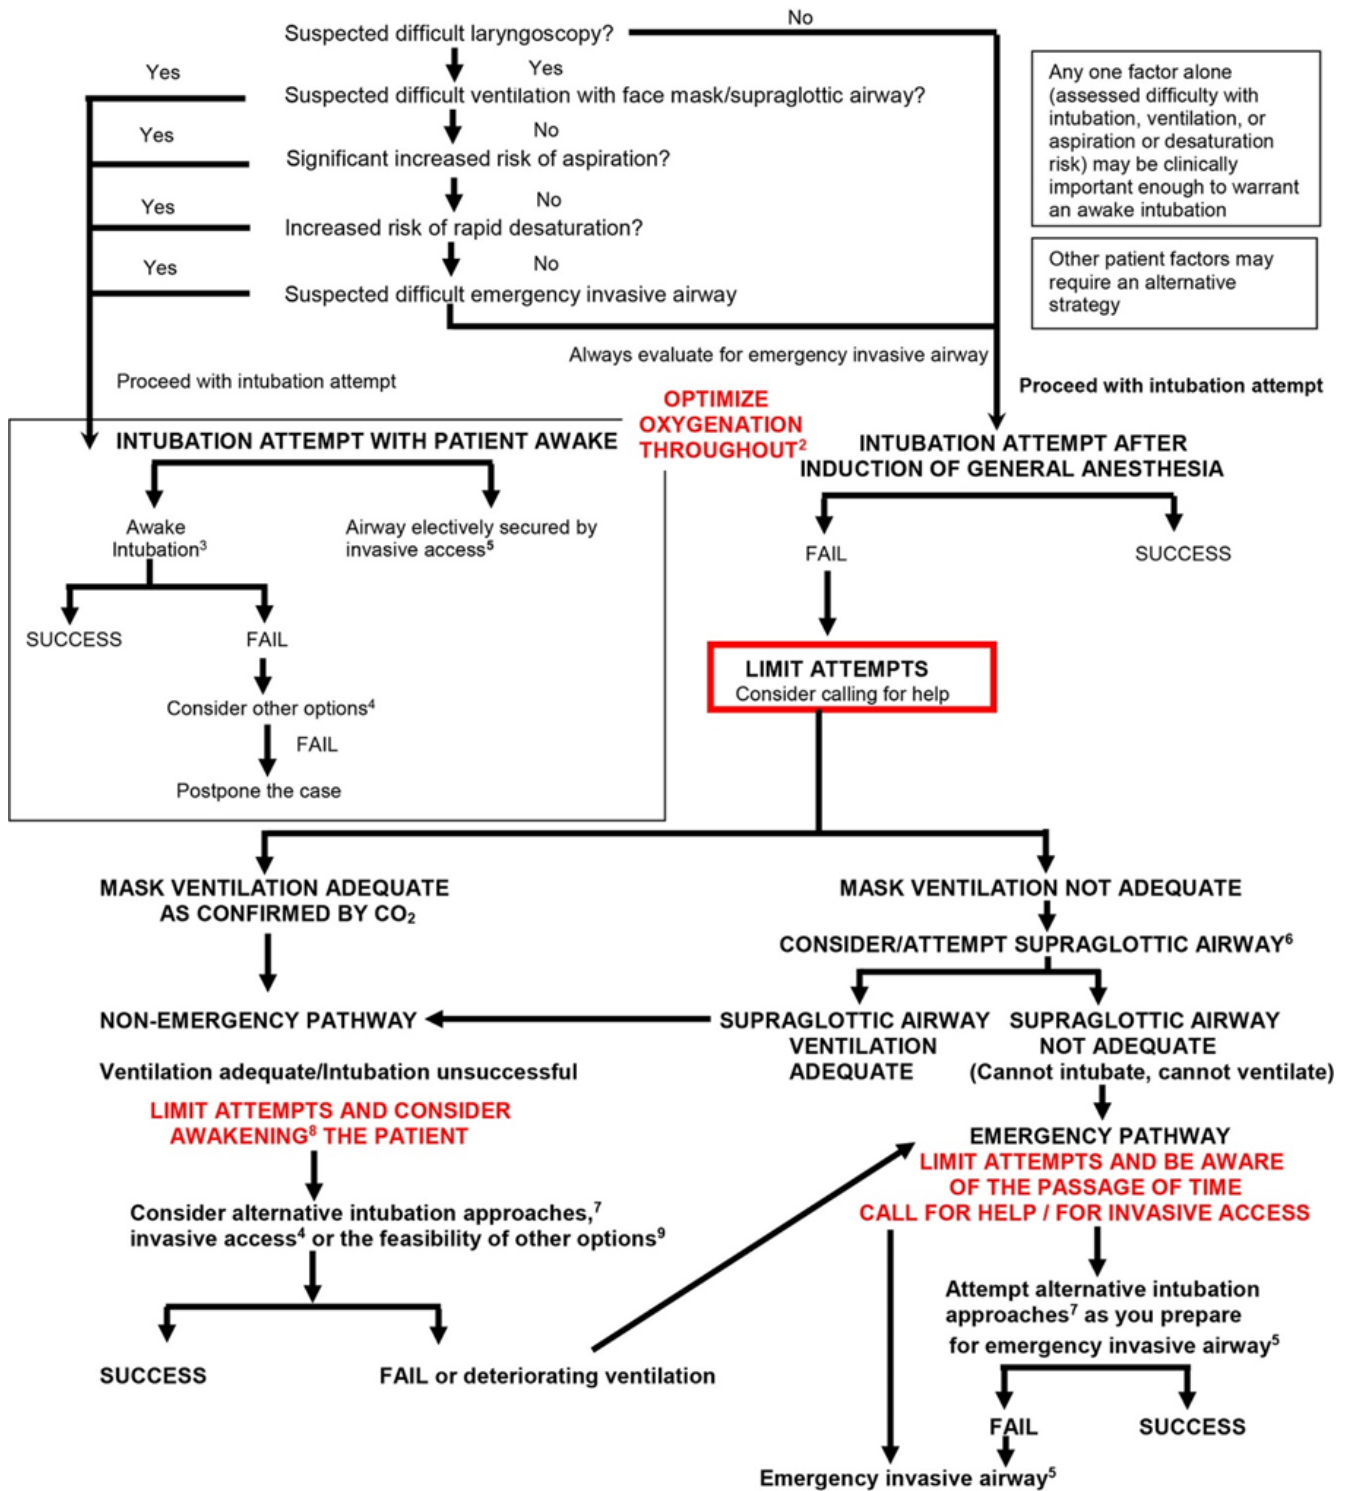 Suspected difficult laryngoscopy?
No
Yes
Yes
Suspected difficult ventilation with face mask/supraglottic airway?
Yes
No
Significant increased risk of aspiration?
Yes
No
Increased risk of rapid desaturation?
Yes
No
Suspected difficult emergency invasive airway
Any one factor alone
(assessed difficulty with
intubation, ventilation, or
aspiration or desaturation
risk) may be clinically
important enough to warrant
an awake intubation
Other patient factors may
require an alternative
strategy
Always evaluate for emergency invasive airway
Proceed with intubation attempt
Proceed with intubation attempt
OPTIMIZE
OXYGENATION
THROUGHOUT²
INTUBATION ATTEMPT WITH PATIENT AWAKE
INTUBATION ATTEMPT AFTER
INDUCTION OF GENERAL ANESTHESIA
Awake
Intubation³
Airway electively secured by
invasive access⁵
SUCCESS
FAIL
Consider other options⁴
FAIL
Postpone the case
FAIL
SUCCESS
LIMIT ATTEMPTS
Consider calling for help
MASK VENTILATION ADEQUATE
AS CONFIRMED BY CO₂
MASK VENTILATION NOT ADEQUATE
CONSIDER/ATTEMPT SUPRAGLOTTIC AIRWAY⁶
NON-EMERGENCY PATHWAY
SUPRAGLOTTIC AIRWAY
VENTILATION
ADEQUATE
SUPRAGLOTTIC AIRWAY
NOT ADEQUATE
(Cannot intubate, cannot ventilate)
Ventilation adequate/Intubation unsuccessful
LIMIT ATTEMPTS AND CONSIDER
AWAKENING⁸ THE PATIENT
Consider alternative intubation approaches,⁷
invasive access⁴ or the feasibility of other options⁹
SUCCESS
FAIL or deteriorating ventilation
EMERGENCY PATHWAY
LIMIT ATTEMPTS AND BE AWARE
OF THE PASSAGE OF TIME
CALL FOR HELP / FOR INVASIVE ACCESS
Attempt alternative intubation
approaches⁷ as you prepare
for emergency invasive airway⁵
FAIL
SUCCESS
Emergency invasive airway⁵